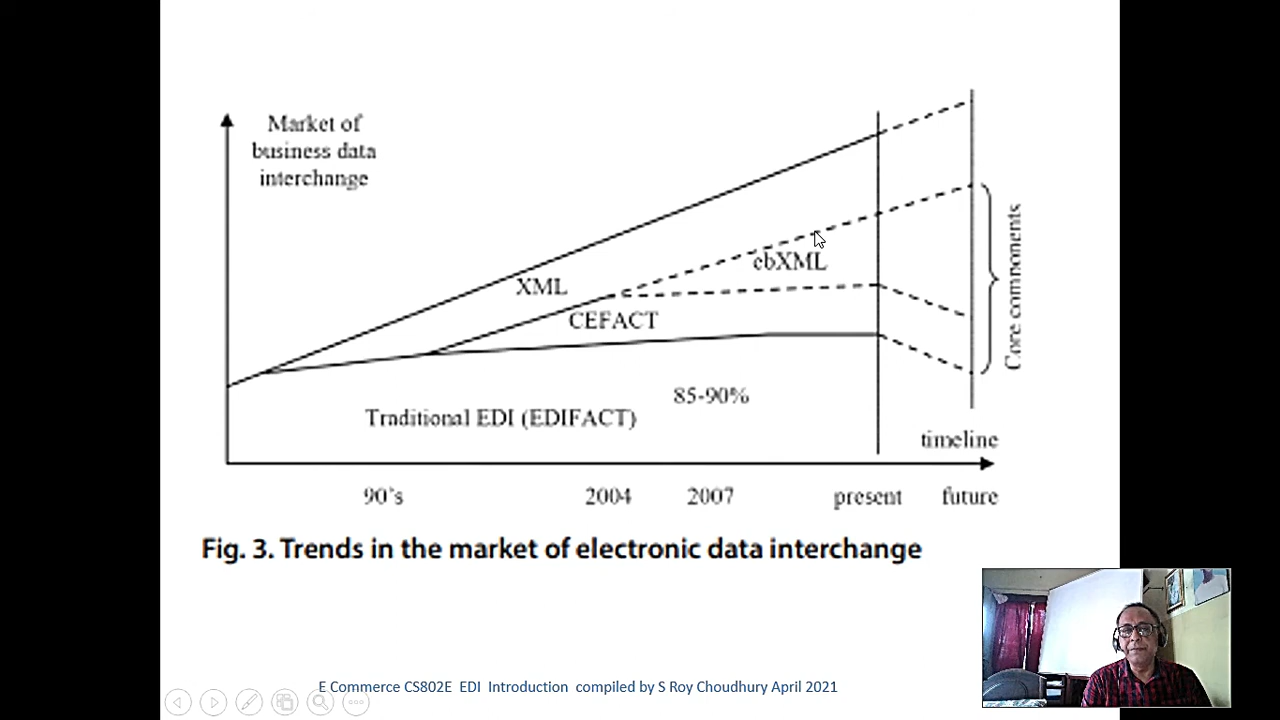 Market of
business data
interchange
XML
ebXML
CEFACT
85-90%
Traditional EDI (EDIFACT)
Core components
timeline
90's 2004 2007 present future
Fig. 3. Trends in the market of electronic data interchange
E Commerce CS802E EDI Introduction compiled by S Roy Choudhury April 2021